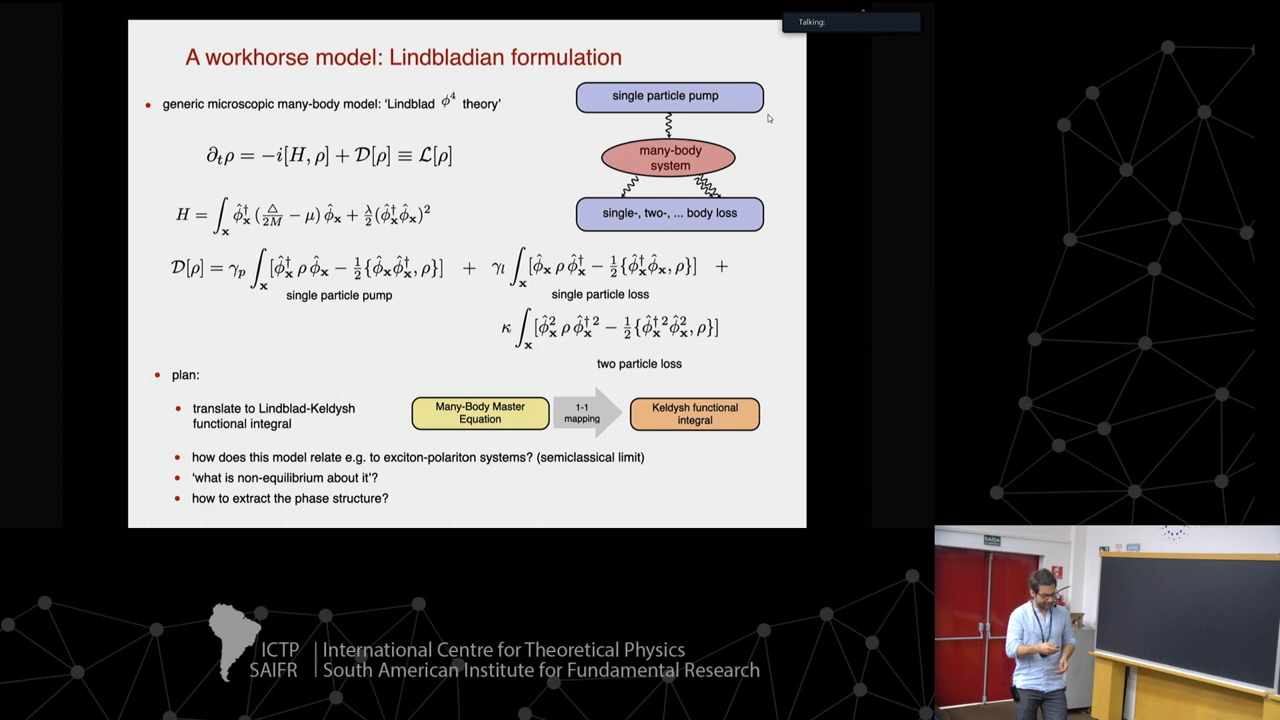 Talking:
A workhorse model: Lindbladian formulation
• generic microscopic many-body model: 'Lindblad ϕ⁴ theory'
single particle pump
many-body
system
single-, two-, ... body loss
∂ₜρ = −i[H, ρ] + 𝒟[ρ] ≡ ℒ[ρ]
H = ∫ₓ ϕ̂†ₓ (△/2M − μ) ϕ̂ₓ + λ/2 (ϕ̂†ₓ ϕ̂ₓ)²
𝒟[ρ] = γₚ ∫ₓ [ϕ̂†ₓ ρ ϕ̂ₓ − ½{ϕ̂ₓ ϕ̂†ₓ, ρ}] + γₗ ∫ₓ [ϕ̂ₓ ρ ϕ̂†ₓ − ½{ϕ̂†ₓ ϕ̂ₓ, ρ}] +
single particle pump
single particle loss
κ ∫ₓ [ϕ̂²ₓ ρ ϕ̂†²ₓ − ½{ϕ̂†²ₓ ϕ̂²ₓ, ρ}]
two particle loss
• plan:
• translate to Lindblad-Keldysh
functional integral
Many-Body Master
Equation
1-1
mapping
Keldysh functional
integral
• how does this model relate e.g. to exciton-polariton systems? (semiclassical limit)
• 'what is non-equilibrium about it'?
• how to extract the phase structure?
SAÍDA
ICTP | International Centre for Theoretical Physics
SAIFR | South American Institute for Fundamental Research